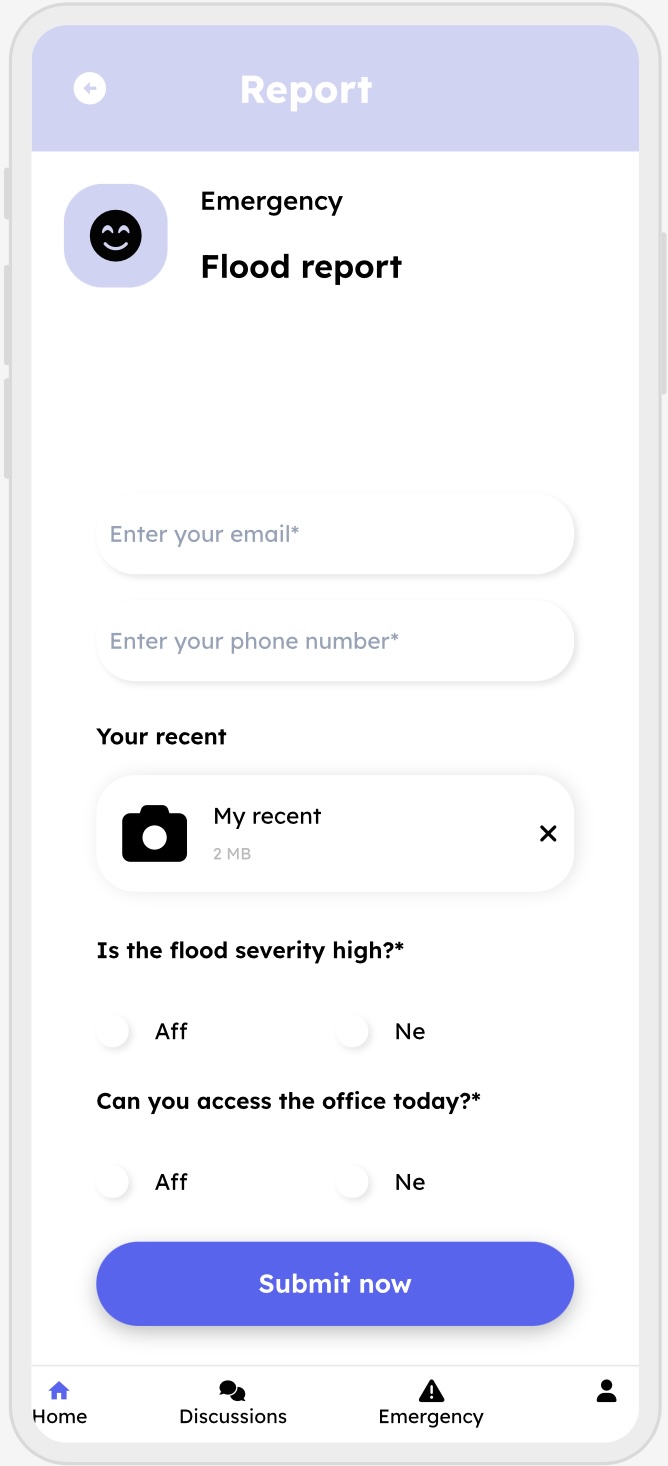 Report
Emergency
Flood report
Enter your email*
Enter your phone number*
Your recent
My recent
2 MB
Is the flood severity high?*
Aff
Ne
Can you access the office today?*
Aff
Ne
Submit now
Home
Discussions
Emergency